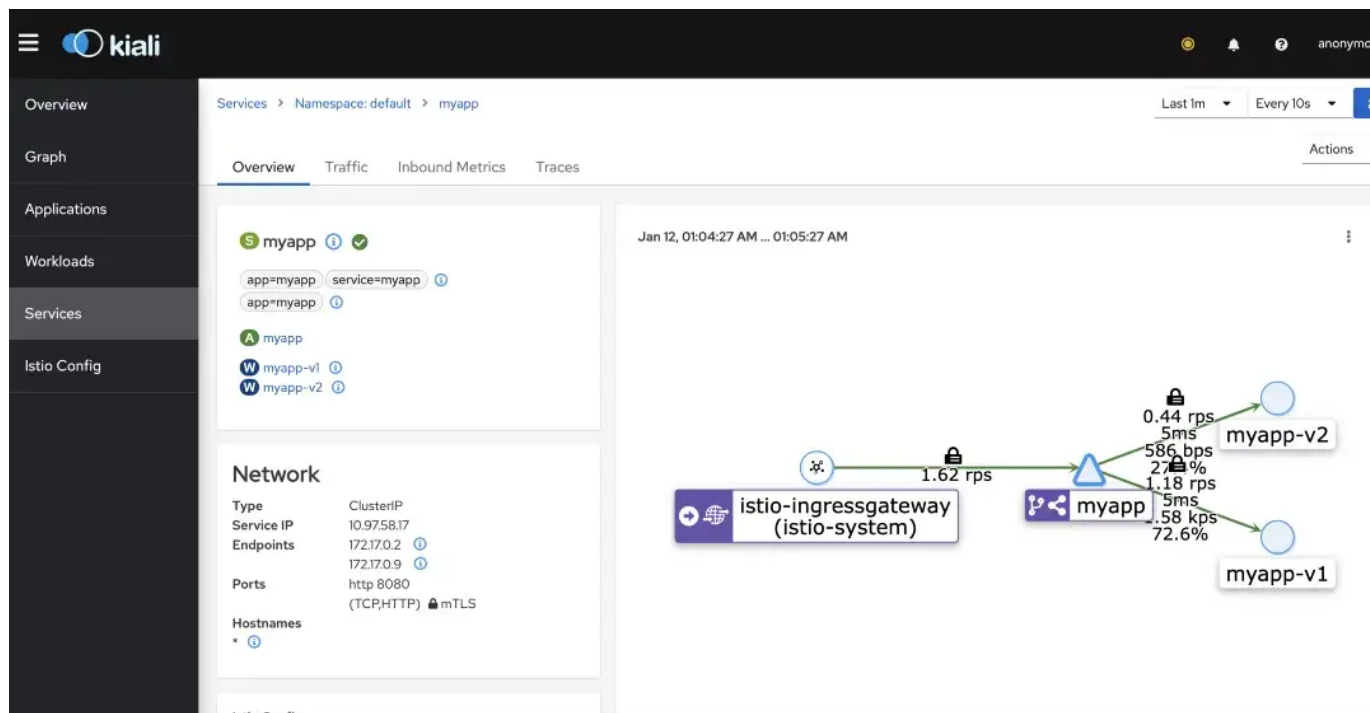 kiali
anonymo
Overview
Graph
Applications
Workloads
Services
Istio Config
Services > Namespace: default > myapp
Last 1m
Every 10s
Actions
Overview Traffic Inbound Metrics Traces
S myapp
app=myapp service=myapp
app=myapp
A myapp
W myapp-v1
W myapp-v2
Network
Type ClusterIP
Service IP 10.97.58.17
Endpoints 172.17.0.2
172.17.0.9
Ports http 8080
(TCP,HTTP) mTLS
Hostnames
*
Jan 12, 01:04:27 AM ... 01:05:27 AM
istio-ingressgateway
(istio-system)
1.62 rps
myapp
0.44 rps
5ms
586 bps
myapp-v2
1.18 rps
5ms
72.6%
myapp-v1